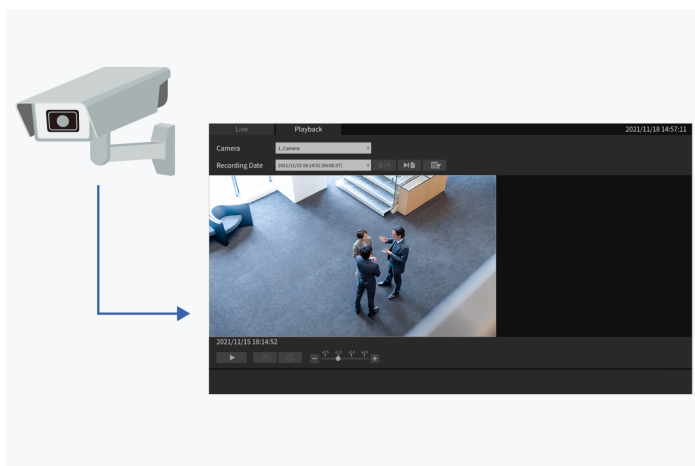 Live Playback 2021/11/18 14:57:11
Camera 1_Camera
Recording Date 2021/11/15 18:14:52 [00:00:37]
2021/11/15 18:14:52